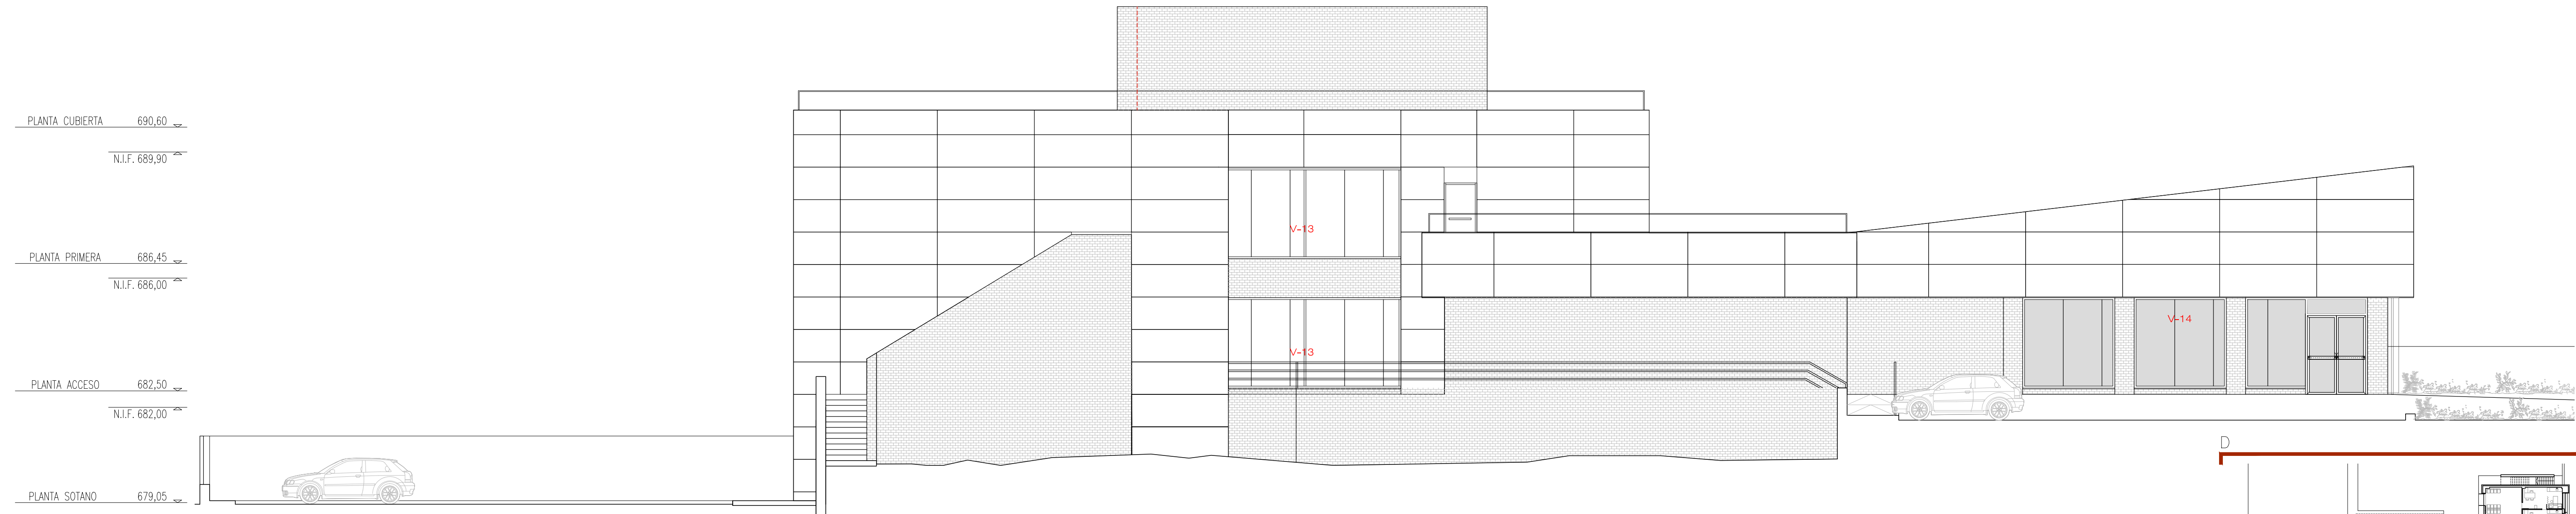 PLANTA CUBIERTA 690,60
N.I.F. 689,90
V-13
PLANTA PRIMERA 686,45
N.I.F. 686,00
V-14
V-13
PLANTA ACCESO 682,50
N.I.F. 682,00
D
PLANTA SOTANO 679,05